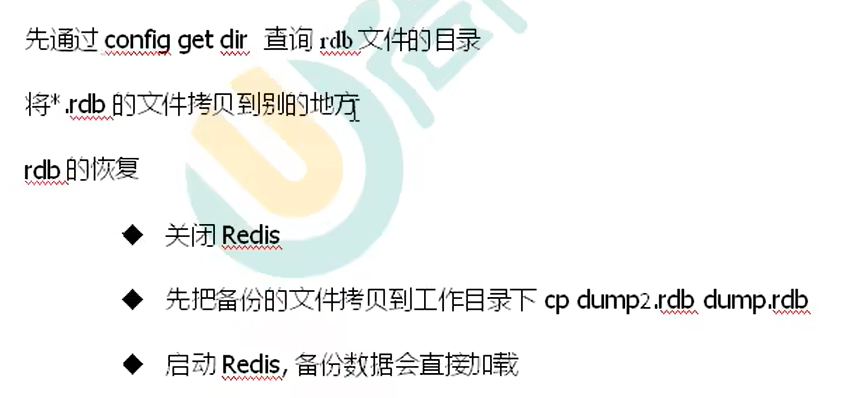 先通过 config get dir 查询 rdb 文件的目录
将*.rdb 的文件拷贝到别的地方
rdb 的恢复
◆ 关闭 Redis
◆ 先把备份的文件拷贝到工作目录下 cp dump2.rdb dump.rdb
◆ 启动 Redis, 备份数据会直接加载